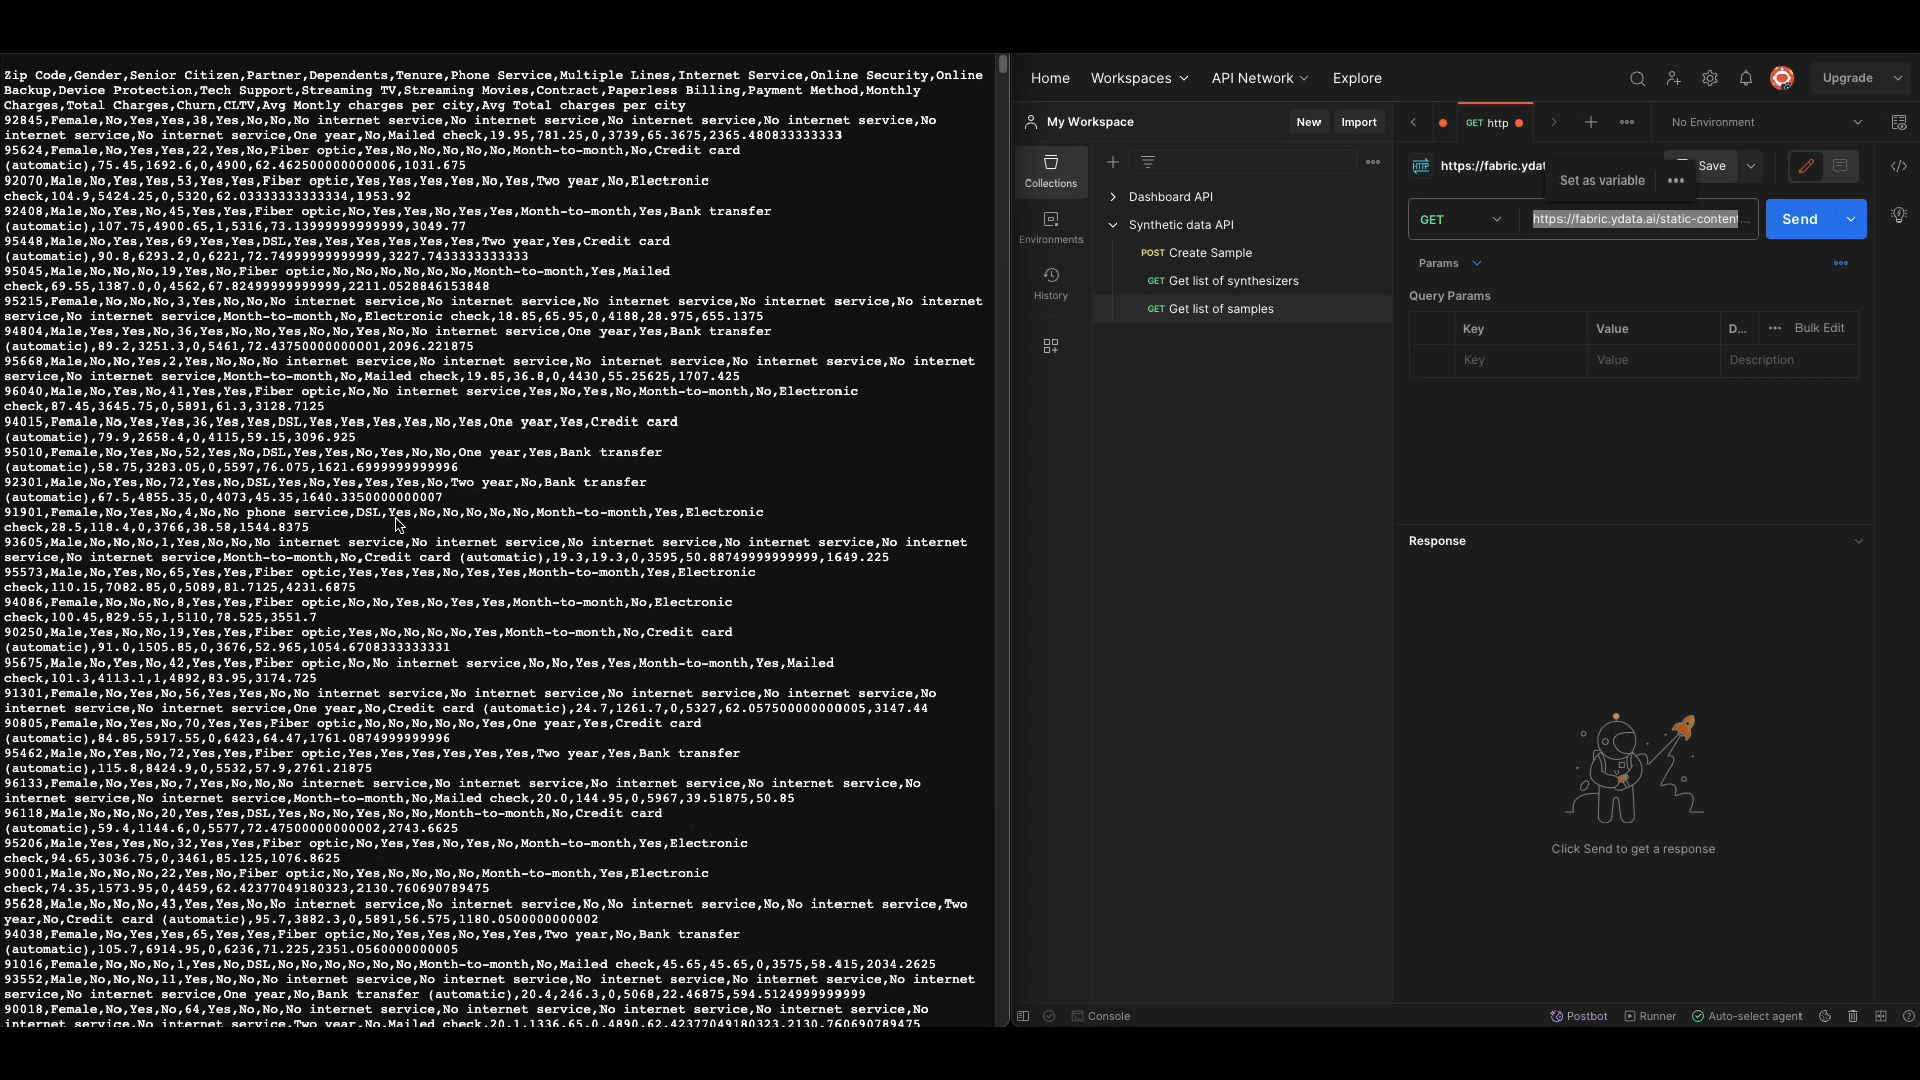 Zip Code,Gender,Senior Citizen,Partner,Dependents,Tenure,Phone Service,Multiple Lines,Internet Service,Online Security,Online
Backup,Device Protection,Tech Support,Streaming TV,Streaming Movies,Contract,Paperless Billing,Payment Method,Monthly
Charges,Total Charges,Churn,CLTV,Avg Montly charges per city,Avg Total charges per city
92845,Female,No,Yes,Yes,38,Yes,No,No,No internet service,No internet service,No internet service,No internet service,No
internet service,No internet service,One year,No,Mailed check,19.95,781.25,0,3739,65.3675,2365.480833333333
95624,Female,No,Yes,Yes,22,Yes,No,Fiber optic,Yes,No,No,No,No,No,Month-to-month,No,Credit card
(automatic),75.45,1692.6,0,4900,62.462500000000006,1031.675
92070,Male,No,Yes,Yes,53,Yes,Yes,Fiber optic,Yes,Yes,Yes,Yes,No,Yes,Two year,No,Electronic
check,104.9,5424.25,0,5320,62.03333333333334,1953.92
92408,Male,No,Yes,No,45,Yes,Yes,Fiber optic,No,Yes,No,Yes,Yes,Yes,Month-to-month,Yes,Bank transfer
(automatic),107.75,4900.65,1,5316,73.13999999999999,3049.77
95448,Male,No,Yes,Yes,69,Yes,Yes,DSL,Yes,Yes,Yes,Yes,Yes,Yes,Two year,Yes,Credit card
(automatic),90.8,6293.2,0,6221,72.74999999999999,3227.7433333333333
95045,Male,No,Yes,No,19,Yes,No,Fiber optic,No,No,No,No,No,No,Month-to-month,Yes,Mailed
check,69.55,1387.0,0,4562,67.82499999999999,2211.0528846153848
95215,Female,No,No,No,3,Yes,No,No,No internet service,No internet service,No internet service,No internet service,No internet
service,No internet service,Month-to-month,No,Electronic check,18.85,65.95,0,4188,28.975,655.1375
94804,Male,Yes,Yes,No,36,Yes,Yes,No,No,Yes,No,Yes,No,No internet service,One year,Yes,Bank transfer
(automatic),89.2,3251.3,0,5461,72.437500000000001,2096.221875
95668,Male,No,No,Yes,2,Yes,No,No,No internet service,No internet service,No internet service,No internet service,No internet
service,No internet service,Month-to-month,No,Mailed check,19.85,36.8,0,4430,55.25625,1707.425
96040,Male,No,Yes,No,41,Yes,Yes,Fiber optic,No,No internet service,Yes,No,Yes,No,Month-to-month,No,Electronic
check,87.45,3645.75,0,5891,61.3,3128.7125
94015,Female,No,Yes,Yes,36,Yes,Yes,DSL,Yes,Yes,Yes,Yes,No,Yes,One year,Yes,Credit card
(automatic),79.9,2658.4,0,4115,59.15,3096.925
95010,Female,No,Yes,No,52,Yes,No,DSL,Yes,Yes,No,Yes,No,No,One year,Yes,Bank transfer
(automatic),58.75,3283.05,0,5597,76.075,1621.6999999999996
92301,Male,No,Yes,No,72,Yes,No,DSL,Yes,No,Yes,Yes,Yes,No,Two year,No,Bank transfer
(automatic),67.5,4855.35,0,4073,45.35,1640.3350000000007
91901,Female,No,Yes,No,4,No,No phone service,DSL,Yes,No,No,No,No,No,Month-to-month,Yes,Electronic
check,28.5,118.4,0,3766,38.58,1544.8375
93605,Male,No,No,No,1,Yes,No,No,No internet service,No internet service,No internet service,No internet service,No internet
service,No internet service,Month-to-month,No,Credit card (automatic),19.3,19.3,0,3595,50.88749999999999,1649.225
95573,Male,No,Yes,No,65,Yes,Yes,Fiber optic,Yes,Yes,Yes,No,Yes,Yes,Month-to-month,Yes,Electronic
check,110.15,7082.85,0,5089,81.7125,4231.6875
94086,Female,No,No,No,8,Yes,Yes,Fiber optic,No,No,Yes,No,Yes,Yes,Month-to-month,No,Electronic
check,100.45,829.55,1,5110,78.525,3551.7
90250,Male,Yes,No,No,19,Yes,Yes,Fiber optic,Yes,No,No,No,No,Yes,Month-to-month,No,Credit card
(automatic),91.0,1505.85,0,3676,52.965,1054.6708333333331
95675,Male,No,Yes,No,42,Yes,Yes,Fiber optic,No,No internet service,No,No,Yes,Yes,Month-to-month,Yes,Mailed
check,101.3,4113.1,1,4892,83.95,3174.725
91301,Female,No,Yes,No,56,Yes,Yes,No,No internet service,No internet service,No internet service,No internet service,No
internet service,No internet service,One year,No,Credit card (automatic),24.7,1261.7,0,5327,62.057500000000005,3147.44
90805,Female,No,Yes,No,70,Yes,Yes,Fiber optic,No,No,No,No,No,Yes,One year,Yes,Credit card
(automatic),84.85,5917.55,0,6423,64.47,1761.0874999999996
95462,Male,No,Yes,No,72,Yes,Yes,Fiber optic,Yes,Yes,Yes,Yes,Yes,Yes,Two year,Yes,Bank transfer
(automatic),115.8,8424.9,0,5532,57.9,2761.21875
96133,Female,No,Yes,No,7,Yes,No,No,No internet service,No internet service,No internet service,No internet service,No
internet service,No internet service,Month-to-month,No,Mailed check,20.0,144.95,0,5967,39.51875,50.85
96118,Male,No,No,No,20,Yes,Yes,DSL,Yes,No,No,Yes,No,No,Month-to-month,No,Credit card
(automatic),59.4,1144.6,0,5577,72.47500000000002,2743.6625
95206,Male,Yes,Yes,No,32,Yes,Yes,Fiber optic,No,Yes,Yes,No,Yes,No,Month-to-month,Yes,Electronic
check,94.65,3036.75,0,3461,85.125,1076.8625
90001,Male,No,No,No,22,Yes,No,Fiber optic,No,Yes,No,No,No,No,Month-to-month,Yes,Electronic
check,74.35,1573.95,0,4459,62.42377049180323,2130.760690789475
95628,Male,No,No,No,43,Yes,Yes,No,No internet service,No internet service,No internet service,No,No internet service,Two
year,No,Credit card (automatic),95.7,3882.3,0,5891,56.575,1180.0500000000002
94038,Female,No,Yes,Yes,65,Yes,Yes,Fiber optic,No,Yes,Yes,No,Yes,Yes,Two year,No,Bank transfer
(automatic),105.7,6914.95,0,6236,71.225,2351.0560000000005
91016,Female,No,No,No,1,Yes,No,DSL,No,No,No,No,No,No,Month-to-month,No,Mailed check,45.65,45.65,0,3575,58.415,2034.2625
93552,Male,No,No,No,11,Yes,No,No,No internet service,No internet service,No internet service,No internet service,No internet
service,No internet service,One year,No,Bank transfer (automatic),20.4,246.3,0,5068,22.46875,594.5124999999999
90018,Female,No,Yes,No,64,Yes,No,No,No internet service,No internet service,No internet service,No internet service,No
internet service,No internet service,Two year,No,Mailed check,20.1,1336.65,0,4890,62.42377049180323,2130.760690789475
Home Workspaces API Network Explore Upgrade
My Workspace New Import GET http No Environment
Collections
Environments
History
Dashboard API
Synthetic data API
POST Create Sample
GET Get list of synthesizers
GET Get list of samples
HTTP https://fabric.ydat Save
Set as variable
GET https://fabric.ydata.ai/static-content... Send
Params
Query Params
Key Value D... Bulk Edit
Key Value Description
Response
Click Send to get a response
Console Postbot Runner Auto-select agent